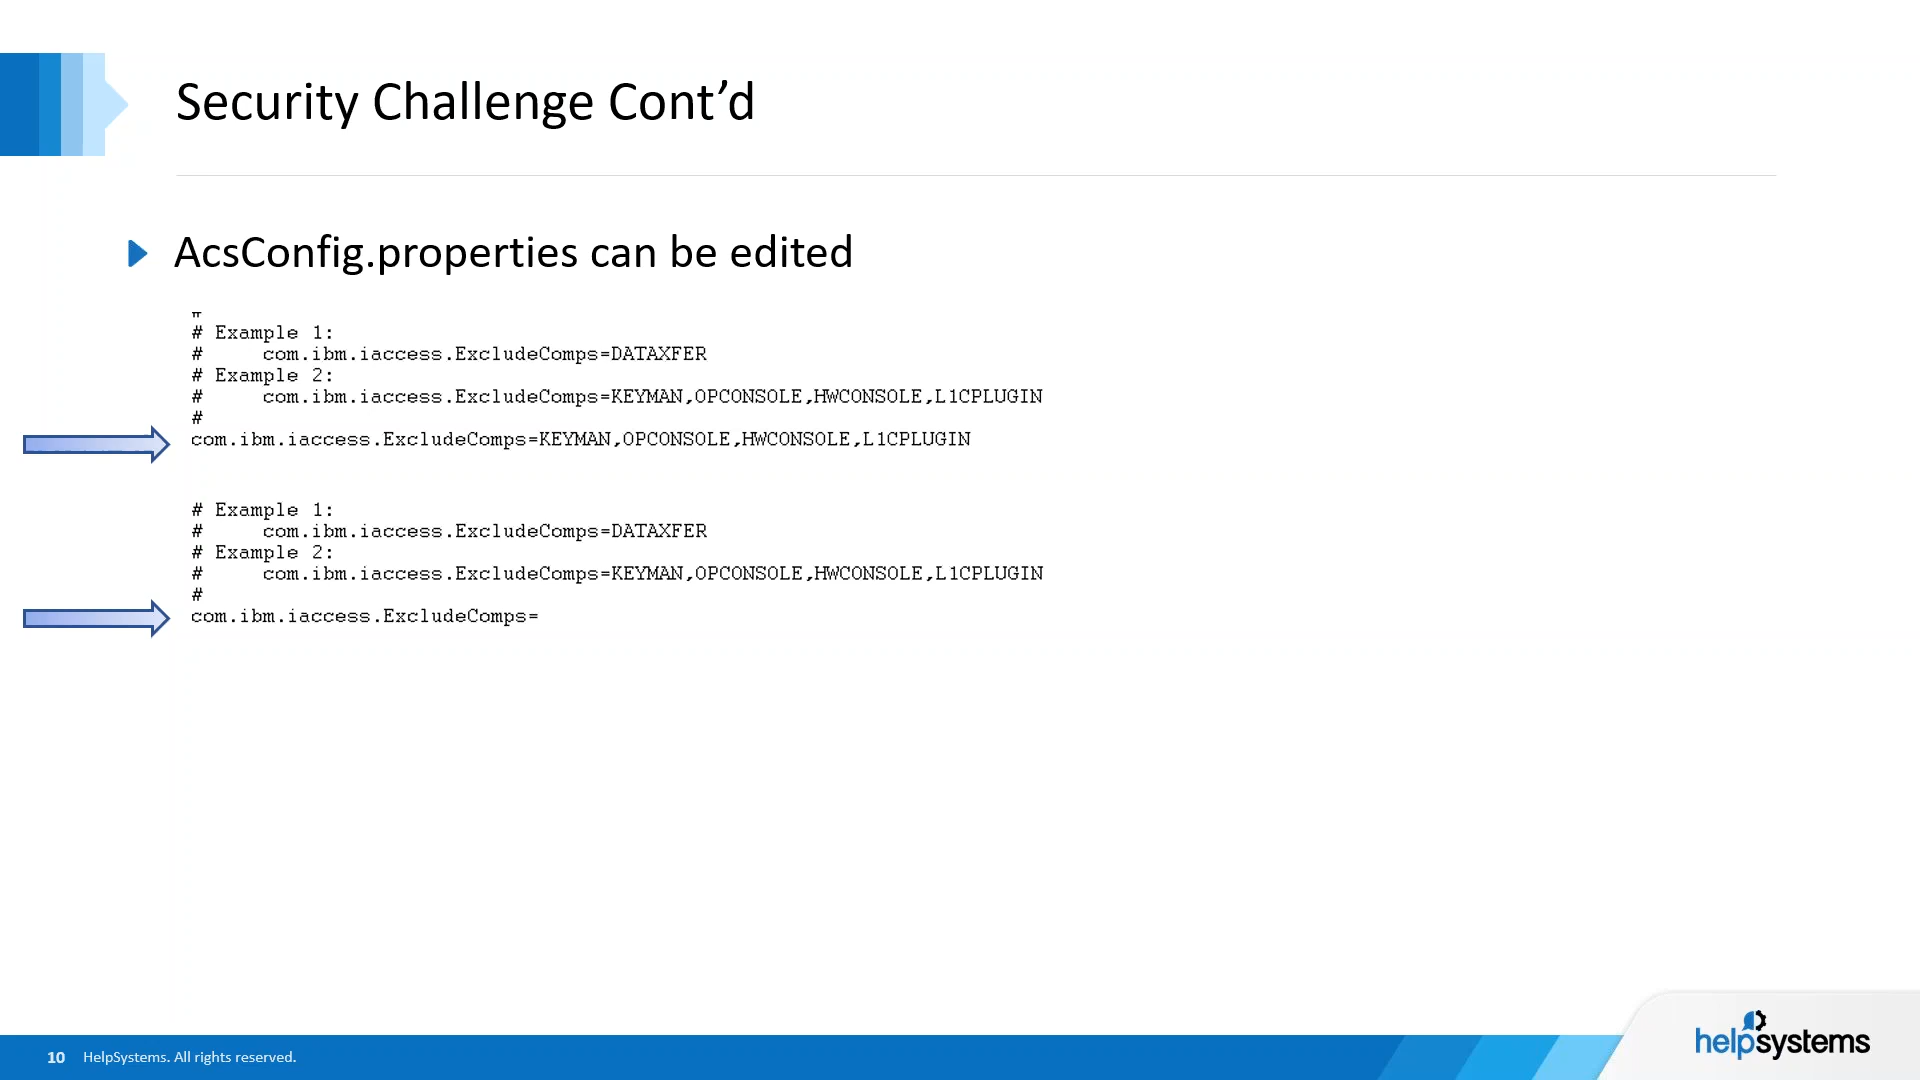 Security Challenge Cont’d
AcsConfig.properties can be edited
#
# Example 1:
#     com.ibm.iaccess.ExcludeComps=DATAXFER
# Example 2:
#     com.ibm.iaccess.ExcludeComps=KEYMAN,OPCONSOLE,HWCONSOLE,L1CPLUGIN
#
com.ibm.iaccess.ExcludeComps=KEYMAN,OPCONSOLE,HWCONSOLE,L1CPLUGIN
# Example 1:
#     com.ibm.iaccess.ExcludeComps=DATAXFER
# Example 2:
#     com.ibm.iaccess.ExcludeComps=KEYMAN,OPCONSOLE,HWCONSOLE,L1CPLUGIN
#
com.ibm.iaccess.ExcludeComps=
10 HelpSystems. All rights reserved.
helpsystems